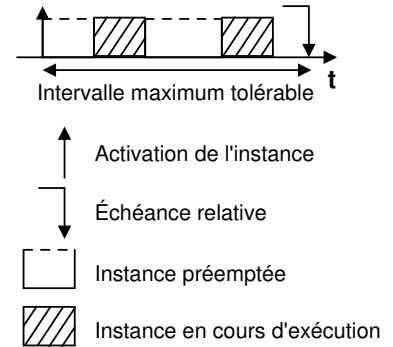 t
Intervalle maximum tolérable
Activation de l'instance
Échéance relative
Instance préemptée
Instance en cours d'exécution